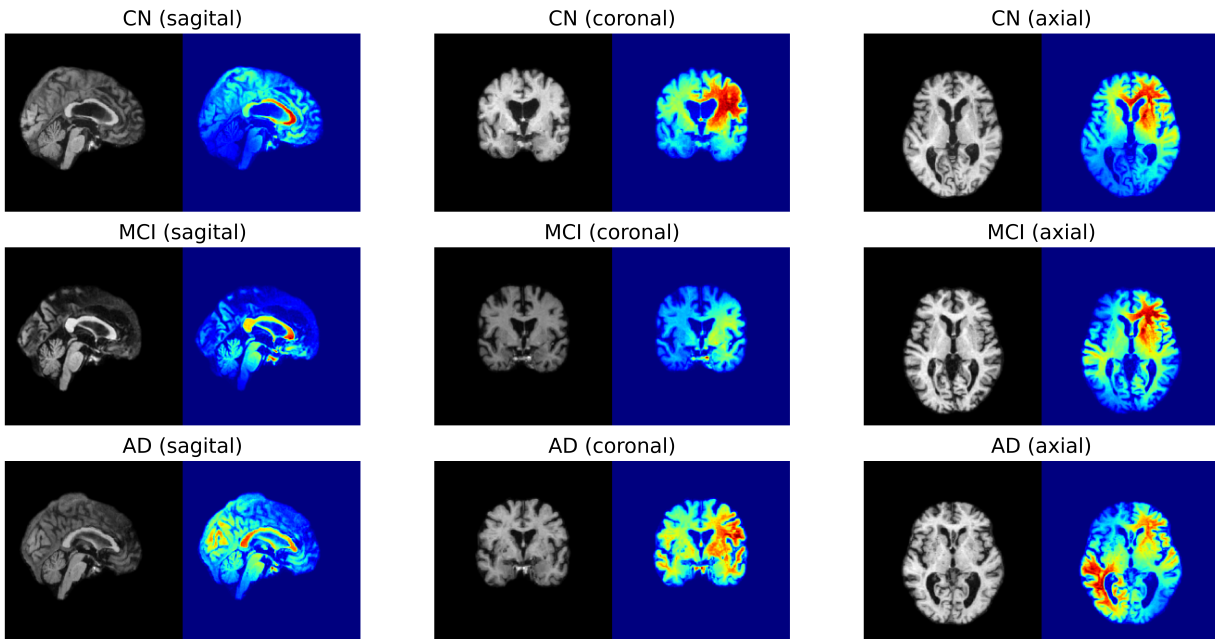 CN (sagital)
CN (coronal)
CN (axial)
MCI (sagital)
MCI (coronal)
MCI (axial)
AD (sagital)
AD (coronal)
AD (axial)